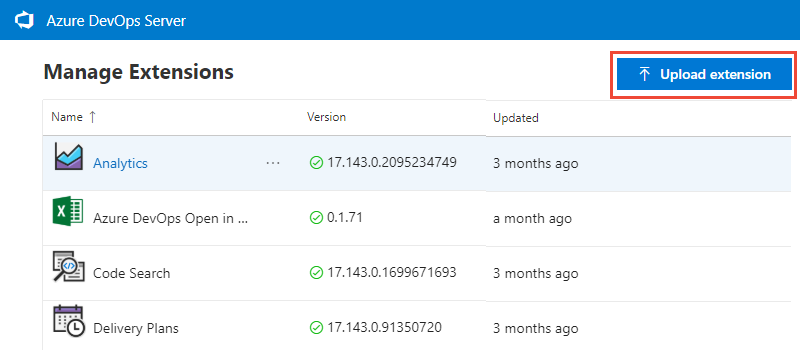 Azure DevOps Server
Manage Extensions
Upload extension
Name ↑ Version Updated
Analytics ... 17.143.0.2095234749 3 months ago
Azure DevOps Open in ... 0.1.71 a month ago
Code Search 17.143.0.1699671693 3 months ago
Delivery Plans 17.143.0.91350720 3 months ago